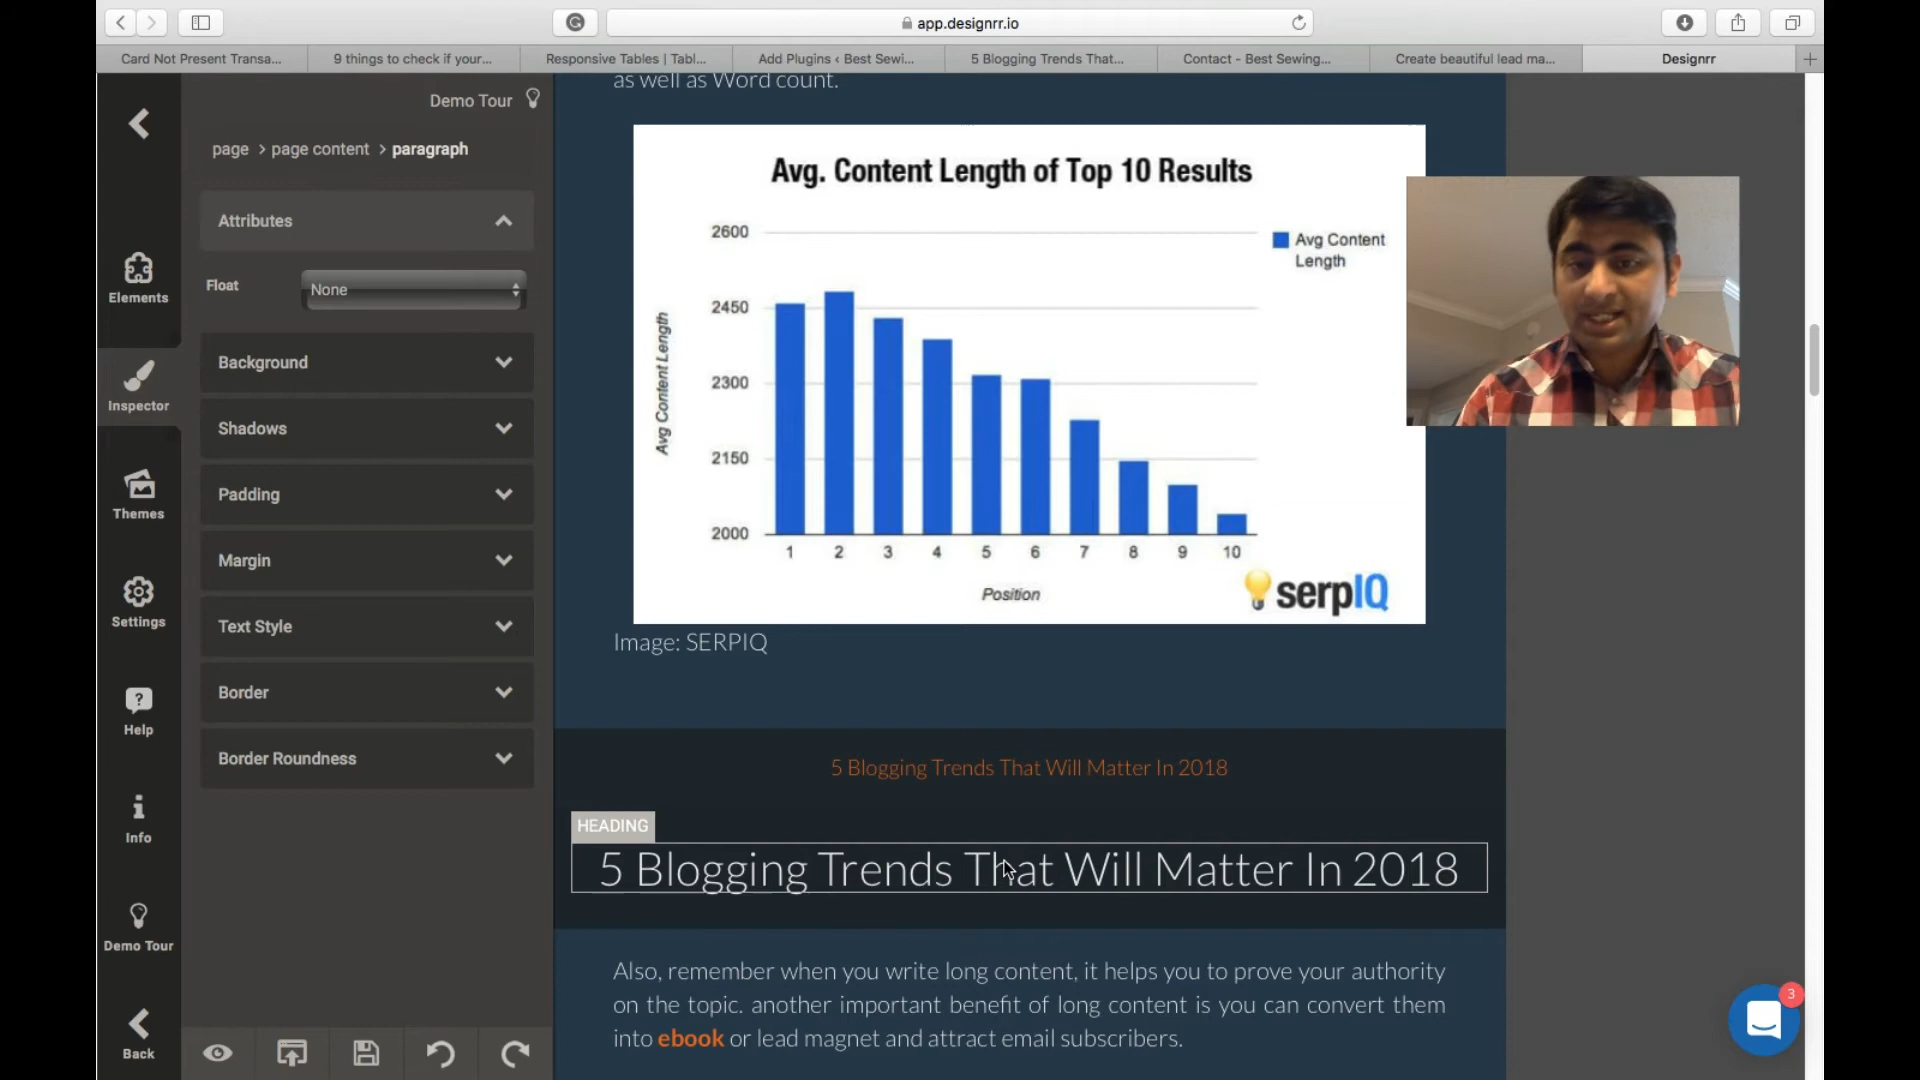 app.designrr.io
Card Not Present Transa...
9 things to check if your...
Responsive Tables | Tabl...
Add Plugins ‹ Best Sewi...
5 Blogging Trends That...
Contact - Best Sewing...
Create beautiful lead ma...
Designrr
Demo Tour
page > page content > paragraph
Attributes
Float
None
Background
Shadows
Padding
Margin
Text Style
Border
Border Roundness
Elements
Inspector
Themes
Settings
Help
Info
Demo Tour
Back
as well as Word count.
Avg. Content Length of Top 10 Results
2600
2450
2300
2150
2000
Avg Content Length
Avg Content
Length
1 2 3 4 5 6 7 8 9 10
Position
serpIQ
Image: SERPIQ
5 Blogging Trends That Will Matter In 2018
HEADING
5 Blogging Trends That Will Matter In 2018
Also, remember when you write long content, it helps you to prove your authority
on the topic. another important benefit of long content is you can convert them
into ebook or lead magnet and attract email subscribers.
3